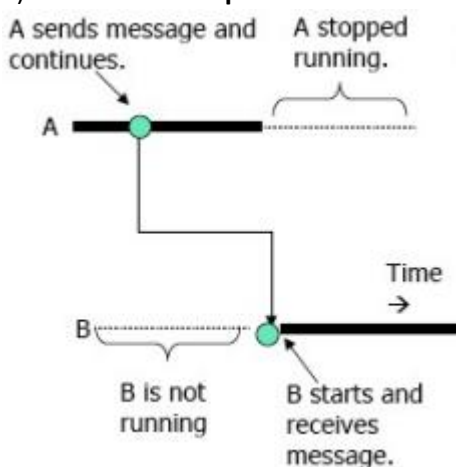 A sends message and
continues.
A stopped
running.
A
Time
B
B is not
running
B starts and
receives
message.